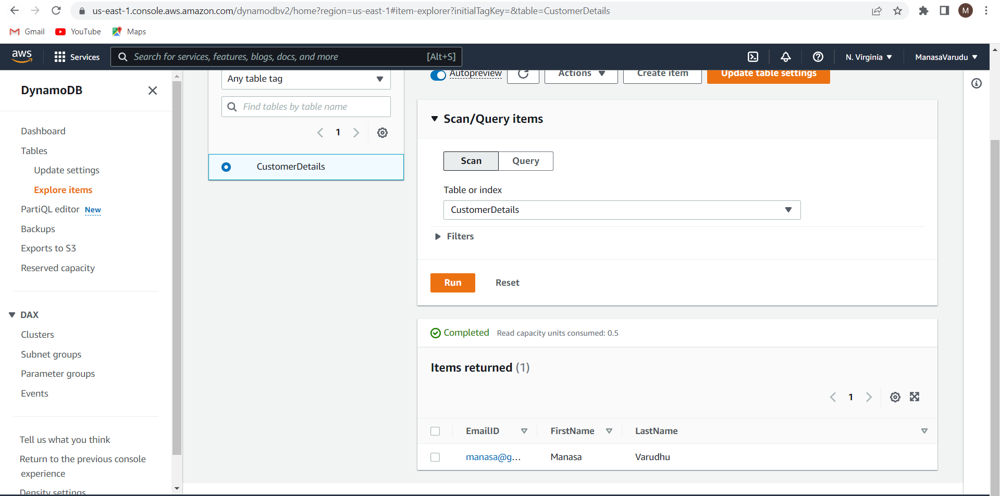 us-east-1.console.aws.amazon.com/dynamodbv2/home?region=us-east-1#item-explorer?initialTagKey=&table=CustomerDetails
M
Gmail YouTube Maps
aws Services Search for services, features, blogs, docs, and more [Alt+S] N. Virginia ManasaVarudu
DynamoDB
Dashboard
Tables
Update settings
Explore items
PartiQL editor New
Backups
Exports to S3
Reserved capacity
DAX
Clusters
Subnet groups
Parameter groups
Events
Tell us what you think
Return to the previous console
experience
Density settings
Any table tag
Find tables by table name
1
CustomerDetails
Autopreview Actions Create item Update table settings
Scan/Query items
Scan Query
Table or index
CustomerDetails
Filters
Run Reset
Completed Read capacity units consumed: 0.5
Items returned (1)
1
EmailID FirstName LastName
manasa@g... Manasa Varudhu